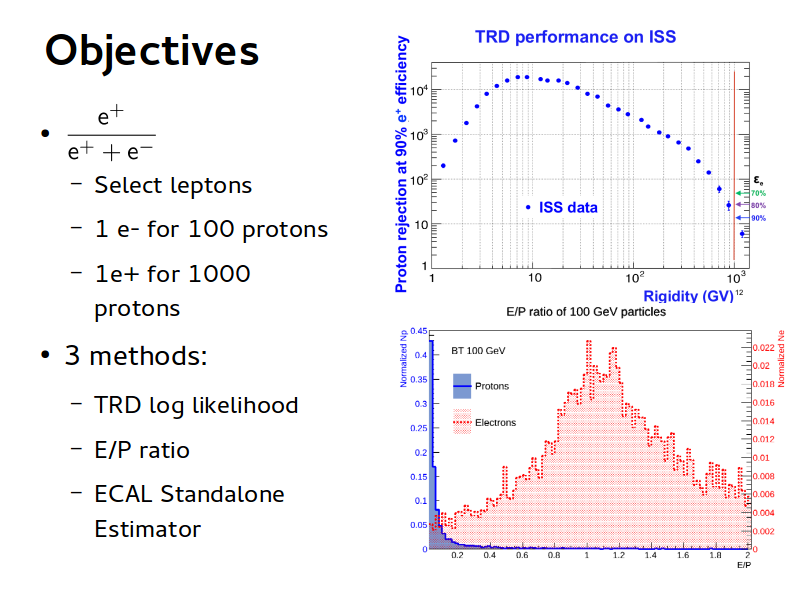 Objectives
• e⁺
e⁺ + e⁻
– Select leptons
– 1 e- for 100 protons
– 1e+ for 1000
protons
• 3 methods:
– TRD log likelihood
– E/P ratio
– ECAL Standalone
Estimator
TRD performance on ISS
Proton rejection at 90% e⁺ efficiency
10⁴
10³
10²
10
1
ISS data
εₑ
70%
80%
90%
1 10 10² 10³
Rigidity (GV)¹²
E/P ratio of 100 GeV particles
Normalized Np
0.45
0.4
0.35
0.3
0.25
0.2
0.15
0.1
0.05
0
BT 100 GeV
Protons
Electrons
Normalized Ne
0.022
0.02
0.018
0.016
0.014
0.012
0.01
0.008
0.006
0.004
0.002
0
0.2 0.4 0.6 0.8 1 1.2 1.4 1.6 1.8 2
E/P